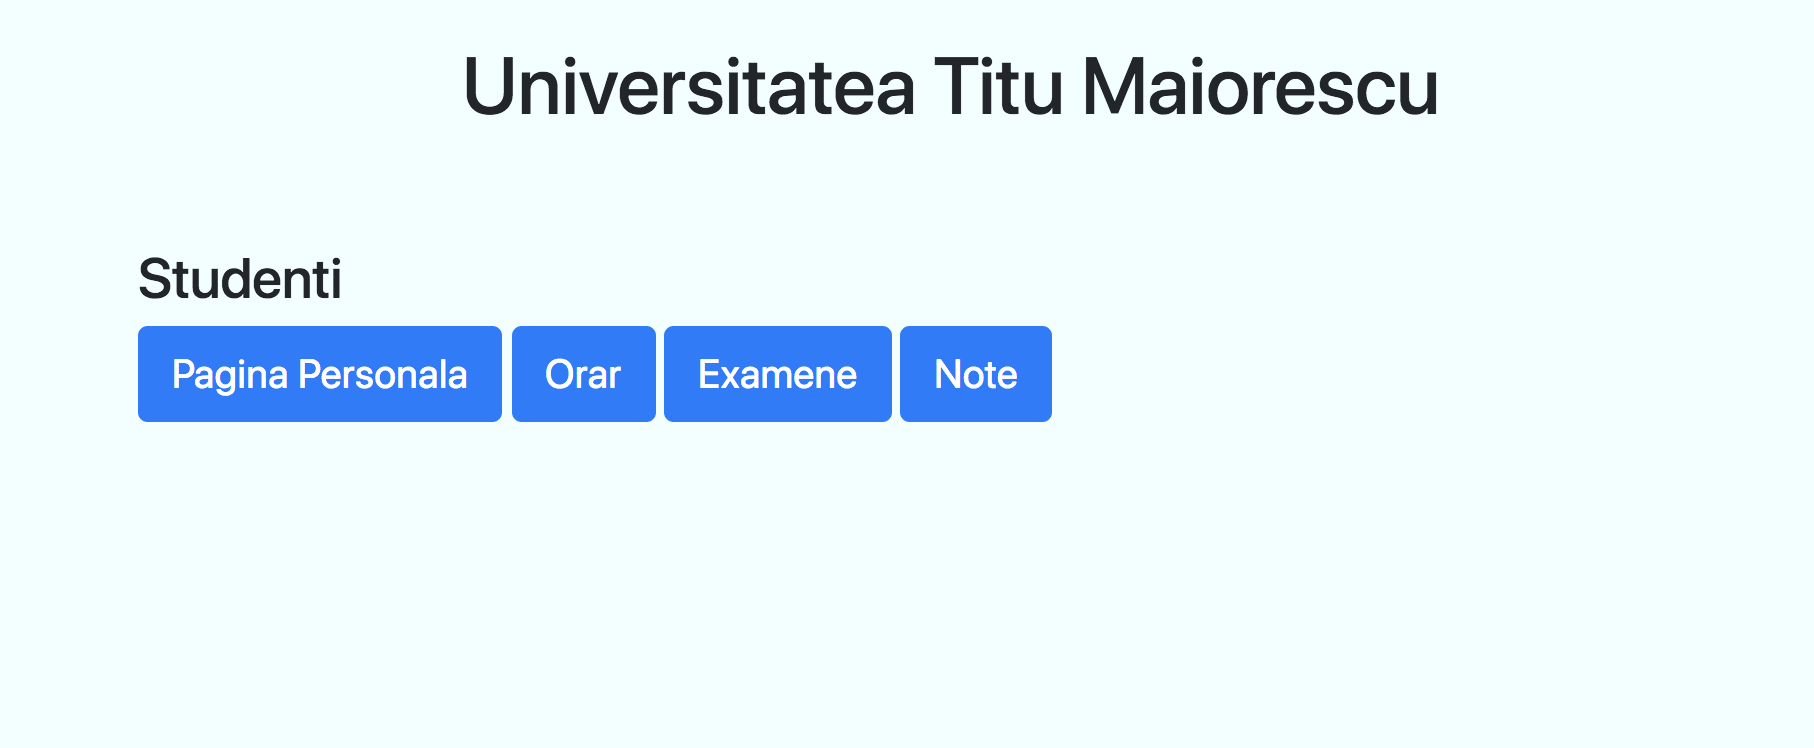 Universitatea Titu Maiorescu
Studenti
Pagina Personala Orar Examene Note